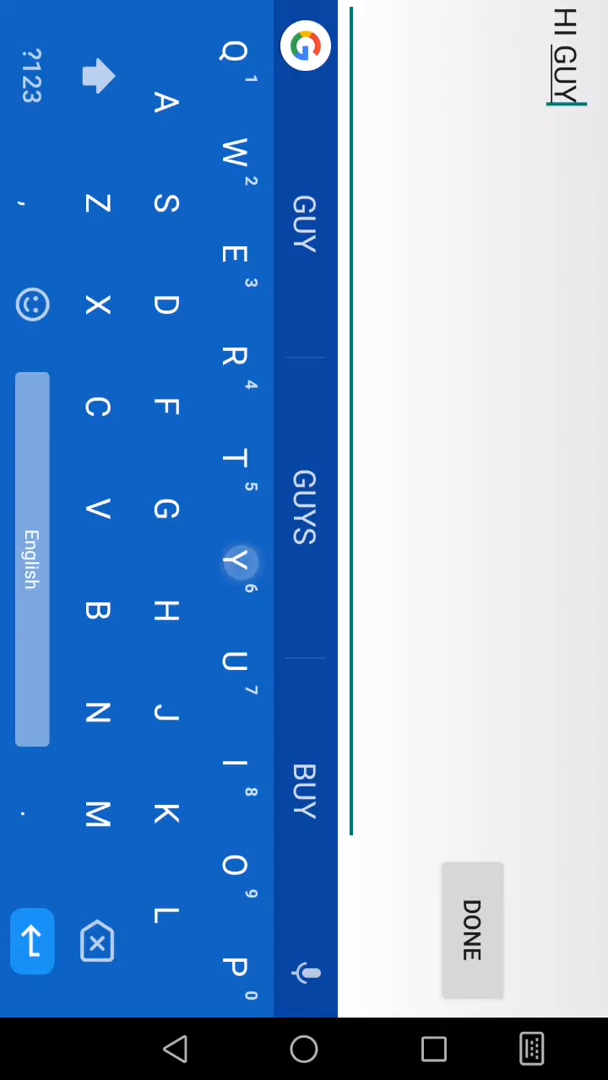 HI GUY
DONE
GUY GUYS BUY
Q 1 W 2 E 3 R 4 T 5 Y 6 U 7 I 8 O 9 P 0
A S D F G H J K L
Z X C V B N M
?123 , English .